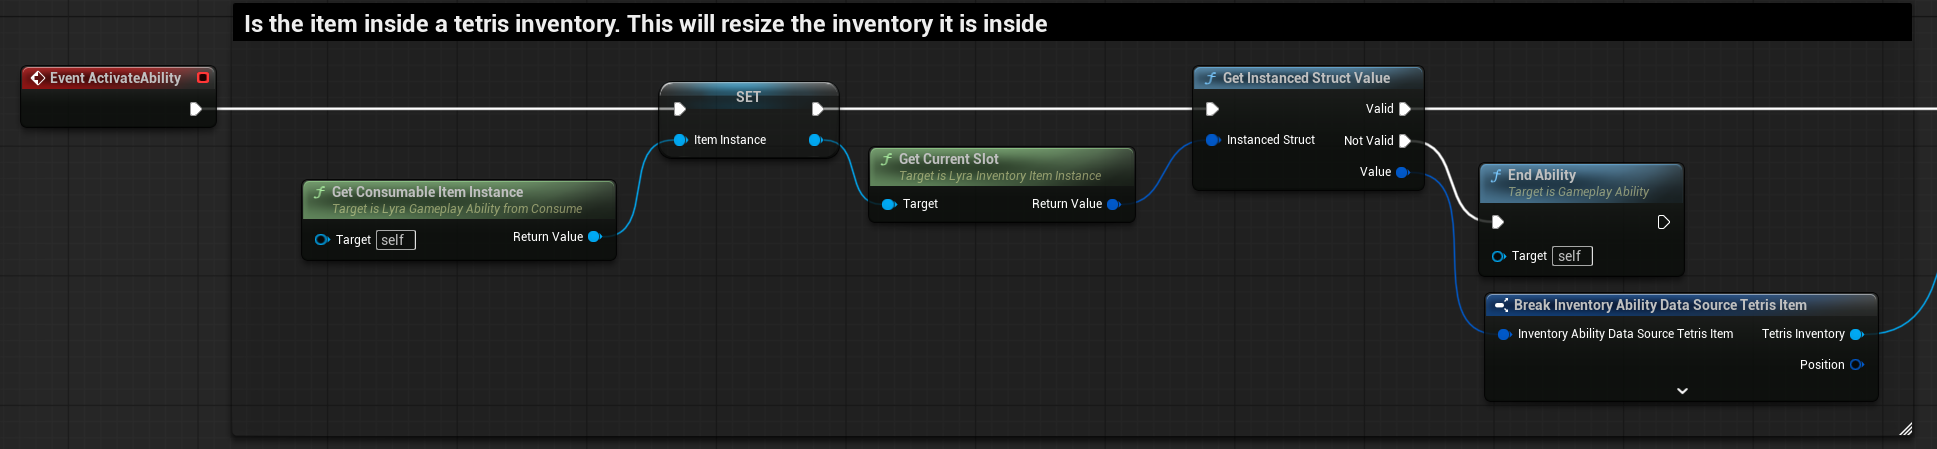 Is the item inside a tetris inventory. This will resize the inventory it is inside
Event ActivateAbility
SET
Item Instance
Get Consumable Item Instance
Target is Lyra Gameplay Ability from Consume
Target self
Return Value
Get Current Slot
Target is Lyra Inventory Item Instance
Target
Return Value
Get Instanced Struct Value
Valid
Instanced Struct
Not Valid
Value
End Ability
Target is Gameplay Ability
Target self
Break Inventory Ability Data Source Tetris Item
Inventory Ability Data Source Tetris Item
Tetris Inventory
Position